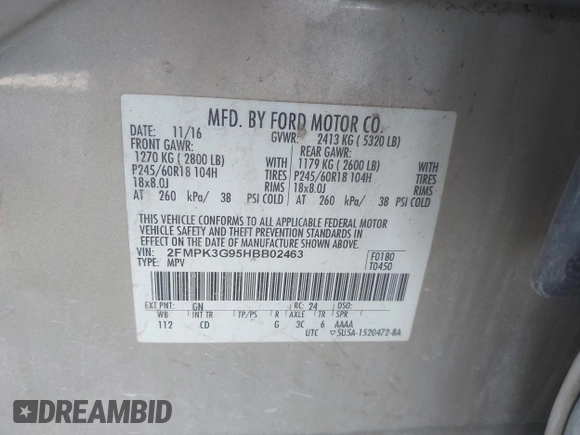 MFD. BY FORD MOTOR CO.
DATE: 11/16 GVWR: 2413 KG ( 5320 LB)
FRONT GAWR: REAR GAWR:
1270 KG ( 2800 LB) WITH 1179 KG ( 2600 LB) WITH
P245/60R18 104H TIRES P245/60R18 104H TIRES
18x8.0J RIMS 18x8.0J RIMS
AT 260 kPa/ 38 PSI COLD AT 260 kPa/ 38 PSI COLD
THIS VEHICLE CONFORMS TO ALL APPLICABLE FEDERAL MOTOR
VEHICLE SAFETY STANDARDS AND BUMPER AND THEFT PREVENTION STANDARDS IN
EFFECT ON THE DATE OF MANUFACTURE SHOWN ABOVE.
VIN: 2FMPK3G95HBB02463 F0180
TYPE: MPV T0450
EXT PNT: GN RC: 24 DSO:
WB INT TR TP/PS R AXLE TR SPR
112 CD G 3C 6 AAAA
UTC ▽5U5A-1520472-BA
DREAMBID